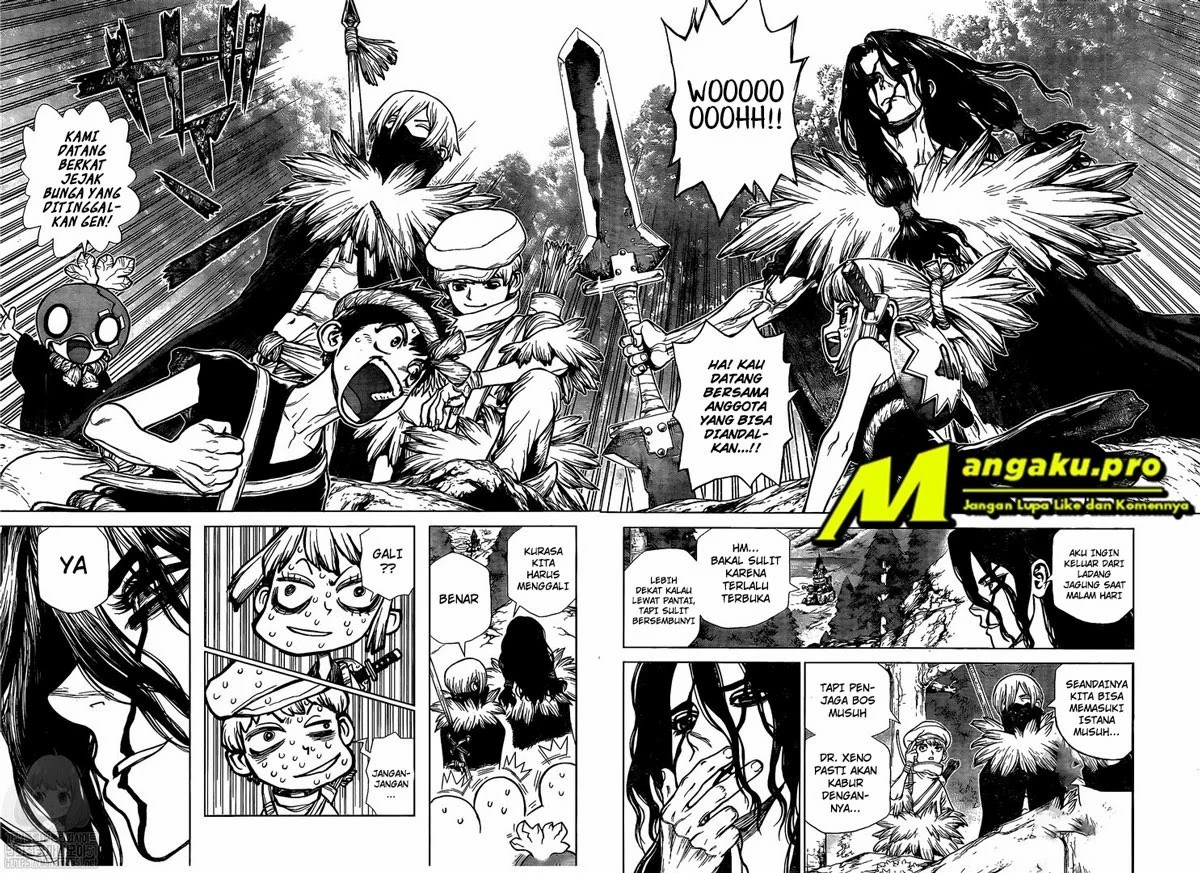 WOOOOO
OOOHH!!
HA! KAU
DATANG
BERSAMA
ANGGOTA
YANG BISA
DIANDAL-
KAN...!!
KAMI
DATANG
BERKAT
JEJAK
BUNGA YANG
DITINGGAL-
KAN GEN!
Mangaku.pro
Jangan Lupa Like dan Komennya
AKU INGIN
KELUAR DARI
LADANG
JAGUNG SAAT
MALAM HARI
HM...
BAKAL SULIT
KARENA
TERLALU
TERBUKA
LEBIH
DEKAT KALAU
LEWAT PANTAI,
TAPI SULIT
BERSEMBUNYI
SEANDAINYA
KITA BISA
MEMASUKI
ISTANA
MUSUH...
TAPI PEN-
JAGA BOS
MUSUH
DR. XENO
PASTI AKAN
KABUR
DENGAN-
NYA...
KURASA
KITA
HARUS
MENGGALI
BENAR
GALI
??
JANGAN-
JANGAN
...
YA